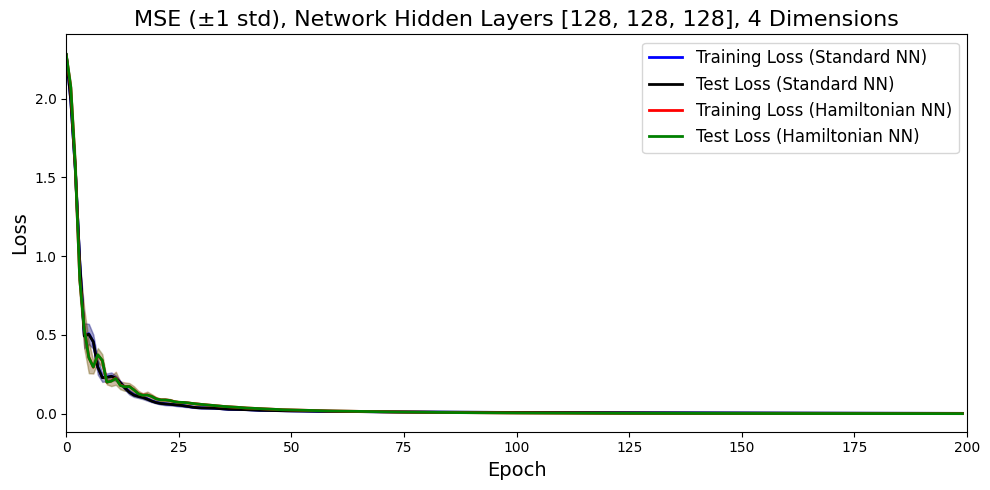 MSE (±1 std), Network Hidden Layers [128, 128, 128], 4 Dimensions
Training Loss (Standard NN)
Test Loss (Standard NN)
Training Loss (Hamiltonian NN)
Test Loss (Hamiltonian NN)
Loss
2.0
1.5
1.0
0.5
0.0
0 25 50 75 100 125 150 175 200
Epoch